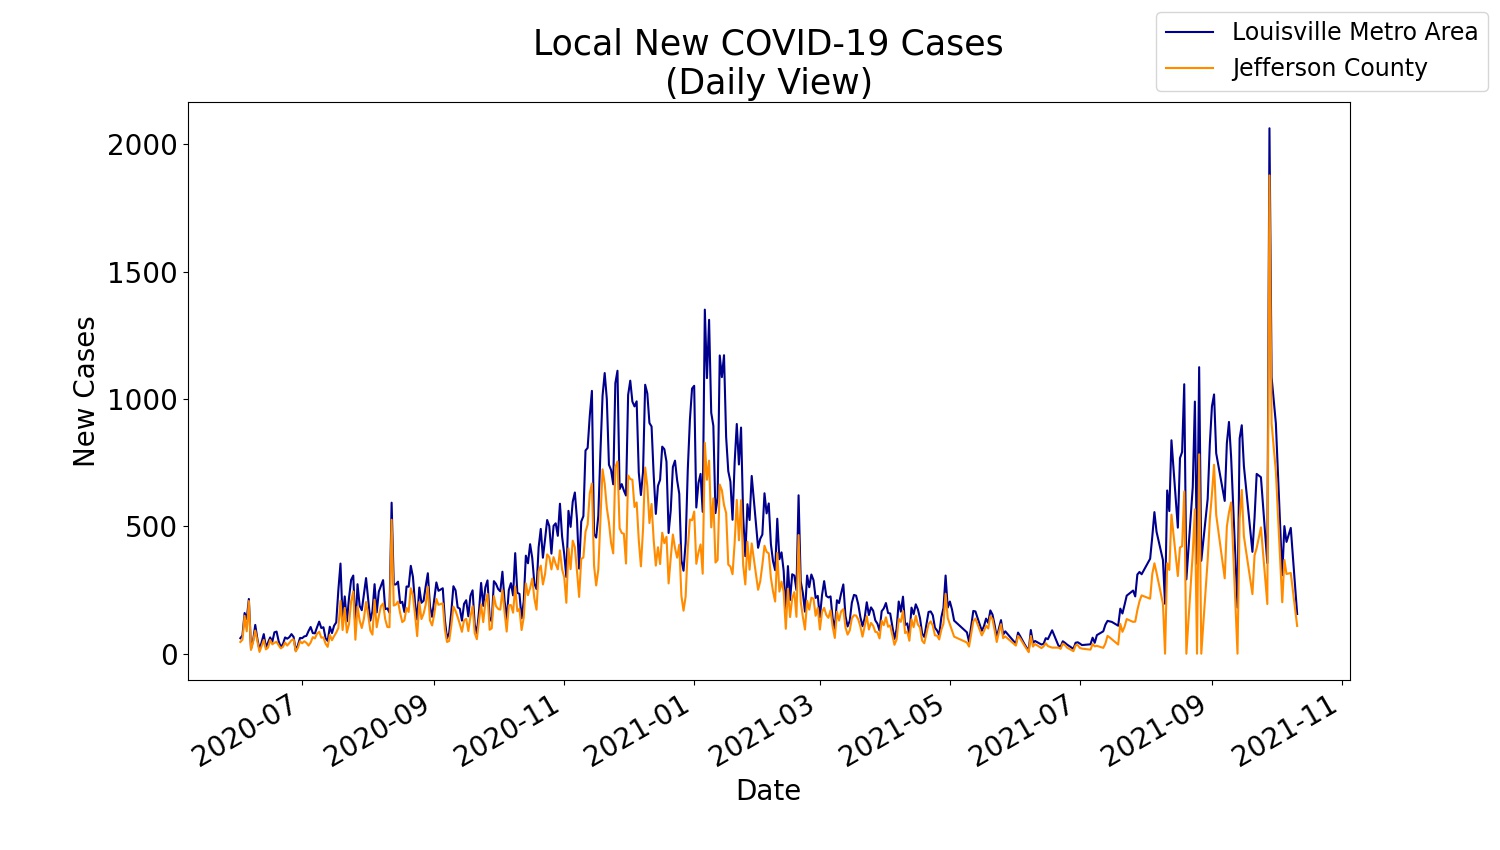 Local New COVID-19 Cases
(Daily View)
Louisville Metro Area
Jefferson County
2000
1500
1000
500
0
New Cases
2020-07
2020-09
2020-11
2021-01
2021-03
2021-05
2021-07
2021-09
2021-11
Date